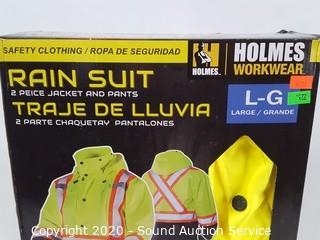 SAFETY CLOTHING / ROPA DE SEGURIDAD
HOLMES
HOLMES
WORKWEAR
RAIN SUIT
2 PEICE JACKET AND PANTS
L-G
LARGE / GRANDE
TRAJE DE LLUVIA
2 PARTE CHAQUETAY PANTALONES
Copyright 2020 - Sound Auction Service